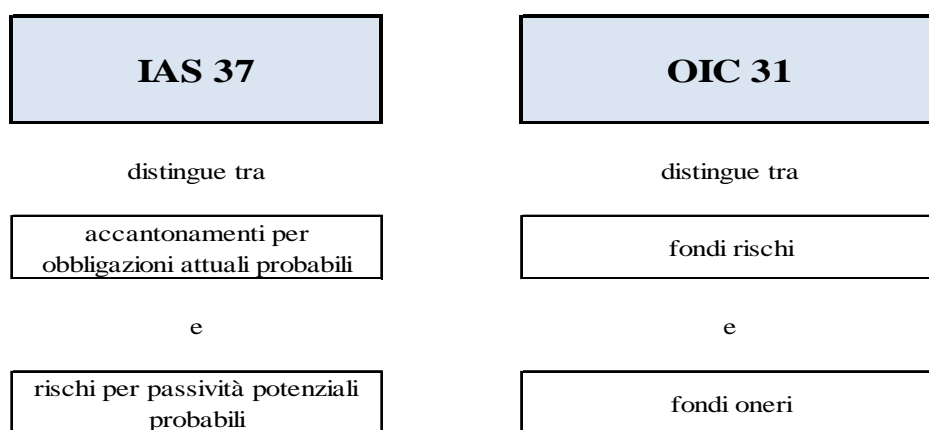 IAS 37
distingue tra
accantonamenti per
obbligazioni attuali probabili
e
rischi per passività potenziali
probabili
OIC 31
distingue tra
fondi rischi
e
fondi oneri